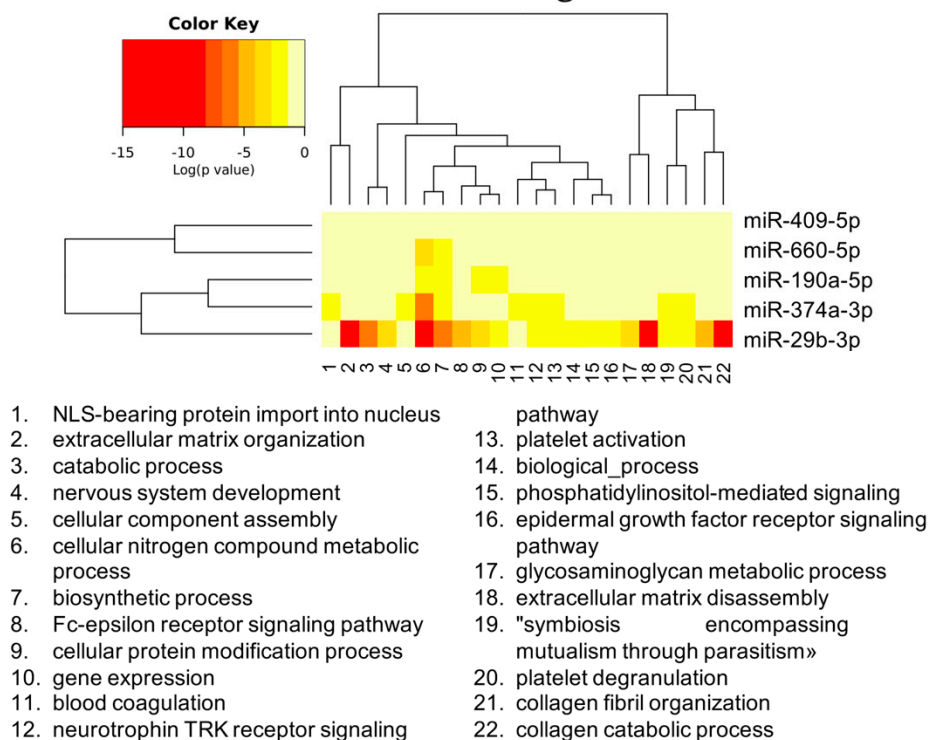 Color Key
-15 -10 -5 0
Log(p value)
miR-409-5p
miR-660-5p
miR-190a-5p
miR-374a-3p
miR-29b-3p
1 2 3 4 5 6 7 8 9 10 11 12 13 14 15 16 17 18 19 20 21 22
1. NLS-bearing protein import into nucleus
2. extracellular matrix organization
3. catabolic process
4. nervous system development
5. cellular component assembly
6. cellular nitrogen compound metabolic
process
7. biosynthetic process
8. Fc-epsilon receptor signaling pathway
9. cellular protein modification process
10. gene expression
11. blood coagulation
12. neurotrophin TRK receptor signaling
pathway
13. platelet activation
14. biological_process
15. phosphatidylinositol-mediated signaling
16. epidermal growth factor receptor signaling
pathway
17. glycosaminoglycan metabolic process
18. extracellular matrix disassembly
19. "symbiosis encompassing
mutualism through parasitism»
20. platelet degranulation
21. collagen fibril organization
22. collagen catabolic process